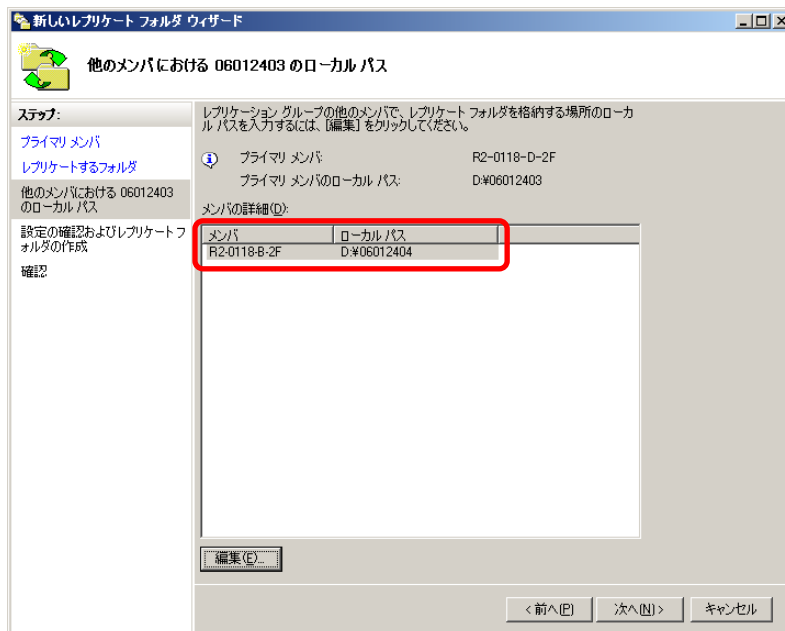 新しいレプリケート フォルダ ウィザード
他のメンバにおける 06012403 のローカル パス
ステップ:
プライマリ メンバ
レプリケートするフォルダ
他のメンバにおける 06012403
のローカル パス
設定の確認およびレプリケート フ
ォルダの作成
確認
レプリケーション グループの他のメンバで、レプリケート フォルダを格納する場所のローカ
ル パスを入力するには、[編集] をクリックしてください。
プライマリ メンバ: R2-0118-D-2F
プライマリ メンバのローカル パス: D:¥06012403
メンバの詳細(D):
メンバ ローカル パス
R2-0118-B-2F D:¥06012404
編集(E)...
< 前へ(P) 次へ(N) > キャンセル